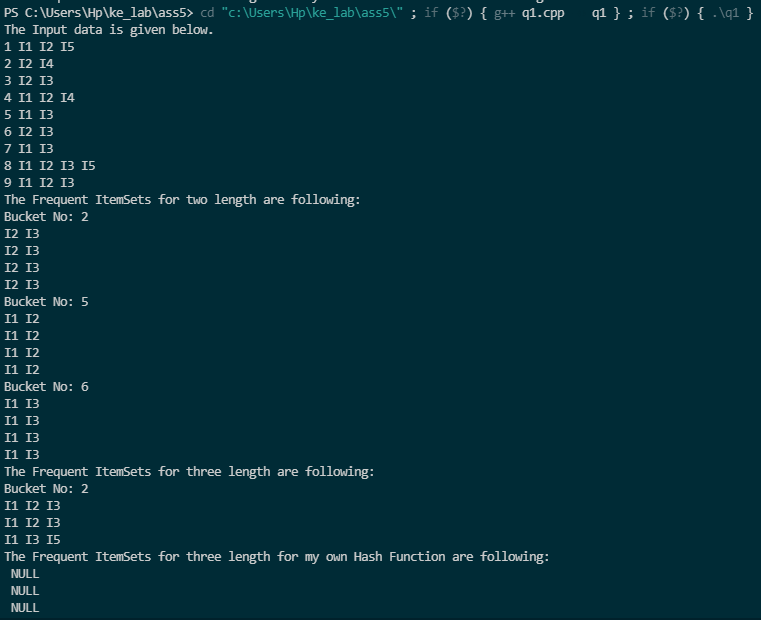 PS C:\Users\Hp\ke_lab\ass5> cd "c:\Users\Hp\ke_lab\ass5\" ; if ($?) { g++ q1.cpp q1 } ; if ($?) { .\q1 }
The Input data is given below.
1 I1 I2 I5
2 I2 I4
3 I2 I3
4 I1 I2 I4
5 I1 I3
6 I2 I3
7 I1 I3
8 I1 I2 I3 I5
9 I1 I2 I3
The Frequent ItemSets for two length are following:
Bucket No: 2
I2 I3
I2 I3
I2 I3
I2 I3
Bucket No: 5
I1 I2
I1 I2
I1 I2
I1 I2
Bucket No: 6
I1 I3
I1 I3
I1 I3
I1 I3
The Frequent ItemSets for three length are following:
Bucket No: 2
I1 I2 I3
I1 I2 I3
I1 I3 I5
The Frequent ItemSets for three length for my own Hash Function are following:
NULL
NULL
NULL